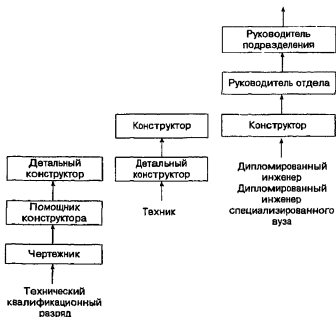 Руководитель
подразделения
Руководитель отдела
Конструктор
Дипломированный
инженер
Дипломированный
инженер
специализированного
вуза
Конструктор
Детальный
конструктор
Техник
Детальный
конструктор
Помощник
конструктора
Чертежник
Технический
квалификационный
разряд